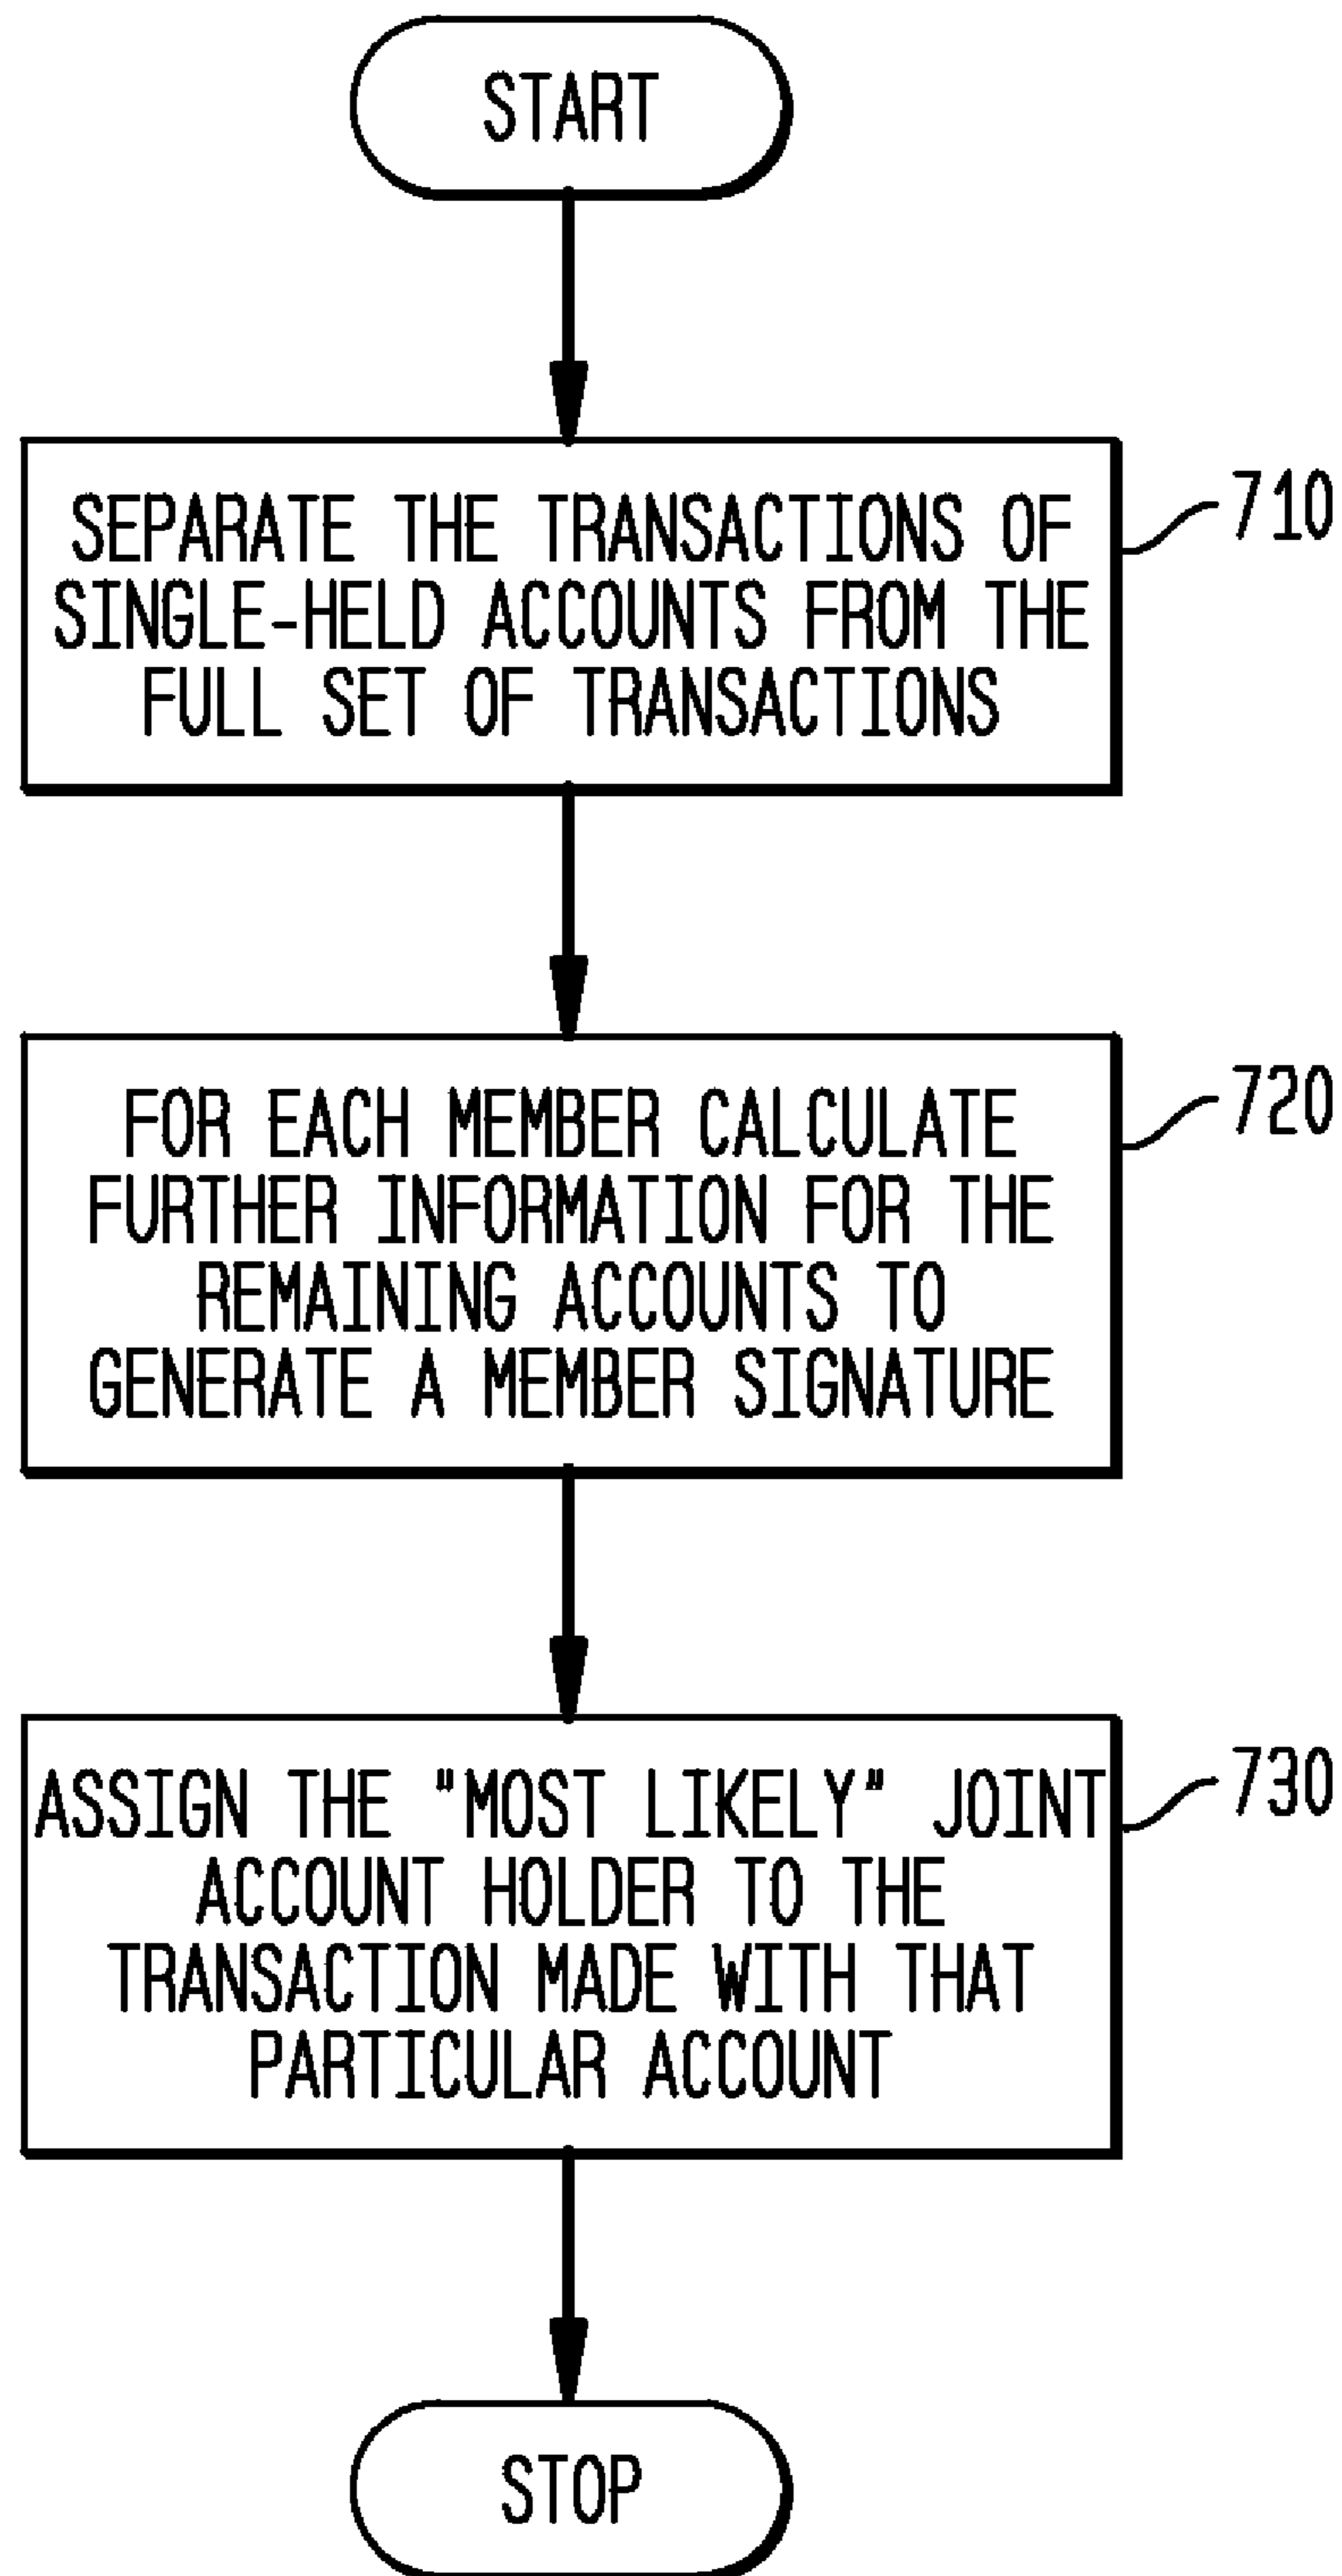 START
SEPARATE THE TRANSACTIONS OF
SINGLE-HELD ACCOUNTS FROM THE
FULL SET OF TRANSACTIONS
710
FOR EACH MEMBER CALCULATE
FURTHER INFORMATION FOR THE
REMAINING ACCOUNTS TO
GENERATE A MEMBER SIGNATURE
720
ASSIGN THE "MOST LIKELY" JOINT
ACCOUNT HOLDER TO THE
TRANSACTION MADE WITH THAT
PARTICULAR ACCOUNT
730
STOP